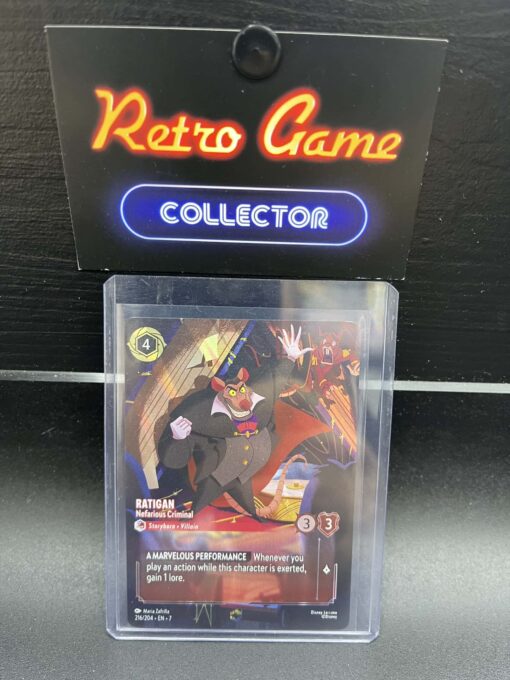 Retro Game
COLLECTOR
4
RATIGAN
Nefarious Criminal
Storyborn • Villain
3 3
A MARVELOUS PERFORMANCE Whenever you
play an action while this character is exerted,
gain 1 lore.
Maria Zafrilla
216/204 • EN • 7
Disney Lorcana
©Disney